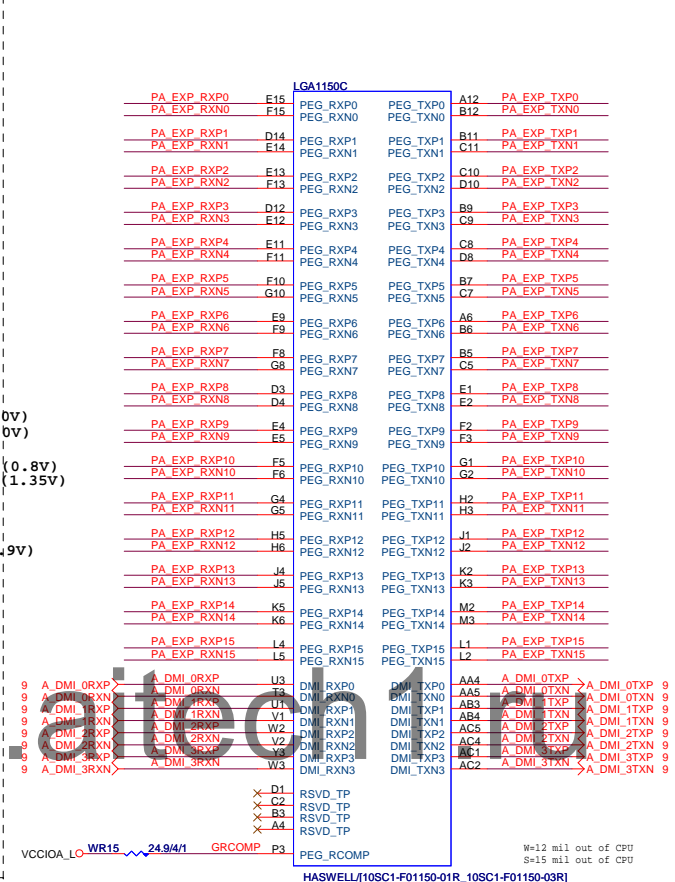 LGA1150C
PA_EXP_RXP0 E15 PEG_RXP0 PEG_TXP0 A12 PA_EXP_TXP0
PA_EXP_RXN0 F15 PEG_RXN0 PEG_TXN0 B12 PA_EXP_TXN0
PA_EXP_RXP1 D14 PEG_RXP1 PEG_TXP1 B11 PA_EXP_TXP1
PA_EXP_RXN1 E14 PEG_RXN1 PEG_TXN1 C11 PA_EXP_TXN1
PA_EXP_RXP2 E13 PEG_RXP2 PEG_TXP2 C10 PA_EXP_TXP2
PA_EXP_RXN2 F13 PEG_RXN2 PEG_TXN2 D10 PA_EXP_TXN2
PA_EXP_RXP3 D12 PEG_RXP3 PEG_TXP3 B9 PA_EXP_TXP3
PA_EXP_RXN3 E12 PEG_RXN3 PEG_TXN3 C9 PA_EXP_TXN3
PA_EXP_RXP4 E11 PEG_RXP4 PEG_TXP4 C8 PA_EXP_TXP4
PA_EXP_RXN4 F11 PEG_RXN4 PEG_TXN4 D8 PA_EXP_TXN4
PA_EXP_RXP5 F10 PEG_RXP5 PEG_TXP5 B7 PA_EXP_TXP5
PA_EXP_RXN5 G10 PEG_RXN5 PEG_TXN5 C7 PA_EXP_TXN5
PA_EXP_RXP6 E9 PEG_RXP6 PEG_TXP6 A6 PA_EXP_TXP6
PA_EXP_RXN6 F9 PEG_RXN6 PEG_TXN6 B6 PA_EXP_TXN6
PA_EXP_RXP7 F8 PEG_RXP7 PEG_TXP7 B5 PA_EXP_TXP7
PA_EXP_RXN7 G8 PEG_RXN7 PEG_TXN7 C5 PA_EXP_TXN7
PA_EXP_RXP8 D3 PEG_RXP8 PEG_TXP8 E1 PA_EXP_TXP8
PA_EXP_RXN8 D4 PEG_RXN8 PEG_TXN8 E2 PA_EXP_TXN8
0V)
PA_EXP_RXP9 E4 PEG_RXP9 PEG_TXP9 F2 PA_EXP_TXP9
0V)
PA_EXP_RXN9 E5 PEG_RXN9 PEG_TXN9 F3 PA_EXP_TXN9
(0.8V)
PA_EXP_RXP10 F5 PEG_RXP10 PEG_TXP10 G1 PA_EXP_TXP10
PA_EXP_RXN10 F6 PEG_RXN10 PEG_TXN10 G2 PA_EXP_TXN10
(1.35V)
PA_EXP_RXP11 G4 PEG_RXP11 PEG_TXP11 H2 PA_EXP_TXP11
PA_EXP_RXN11 G5 PEG_RXN11 PEG_TXN11 H3 PA_EXP_TXN11
PA_EXP_RXP12 H5 PEG_RXP12 PEG_TXP12 J1 PA_EXP_TXP12
PA_EXP_RXN12 H6 PEG_RXN12 PEG_TXN12 J2 PA_EXP_TXN12
9V)
PA_EXP_RXP13 J4 PEG_RXP13 PEG_TXP13 K2 PA_EXP_TXP13
PA_EXP_RXN13 J5 PEG_RXN13 PEG_TXN13 K3 PA_EXP_TXN13
PA_EXP_RXP14 K5 PEG_RXP14 PEG_TXP14 M2 PA_EXP_TXP14
PA_EXP_RXN14 K6 PEG_RXN14 PEG_TXN14 M3 PA_EXP_TXN14
PA_EXP_RXP15 L4 PEG_RXP15 PEG_TXP15 L1 PA_EXP_TXP15
PA_EXP_RXN15 L5 PEG_RXN15 PEG_TXN15 L2 PA_EXP_TXN15
9 A_DMI_0RXP A_DMI_0RXP U3 DMI_RXP0 DMI_TXP0 AA4 A_DMI_0TXP A_DMI_0TXP 9
9 A_DMI_0RXN A_DMI_0RXN T3 DMI_RXN0 DMI_TXN0 AA5 A_DMI_0TXN A_DMI_0TXN 9
9 A_DMI_1RXP A_DMI_1RXP U1 DMI_RXP1 DMI_TXP1 AB3 A_DMI_1TXP A_DMI_1TXP 9
9 A_DMI_1RXN A_DMI_1RXN V1 DMI_RXN1 DMI_TXN1 AB4 A_DMI_1TXN A_DMI_1TXN 9
9 A_DMI_2RXP A_DMI_2RXP W2 DMI_RXP2 DMI_TXP2 AC5 A_DMI_2TXP A_DMI_2TXP 9
9 A_DMI_2RXN A_DMI_2RXN V2 DMI_RXN2 DMI_TXN2 AC4 A_DMI_2TXN A_DMI_2TXN 9
9 A_DMI_3RXP A_DMI_3RXP Y3 DMI_RXP3 DMI_TXP3 AC1 A_DMI_3TXP A_DMI_3TXP 9
9 A_DMI_3RXN A_DMI_3RXN W3 DMI_RXN3 DMI_TXN3 AC2 A_DMI_3TXN A_DMI_3TXN 9
.aitech1.ru
D1 RSVD_TP
C2 RSVD_TP
B3 RSVD_TP
A4 RSVD_TP
VCCIOA_L WR15 24.9/4/1 GRCOMP P3 PEG_RCOMP
W=12 mil out of CPU
S=15 mil out of CPU
HASWELL/[10SC1-F01150-01R_10SC1-F01150-03R]